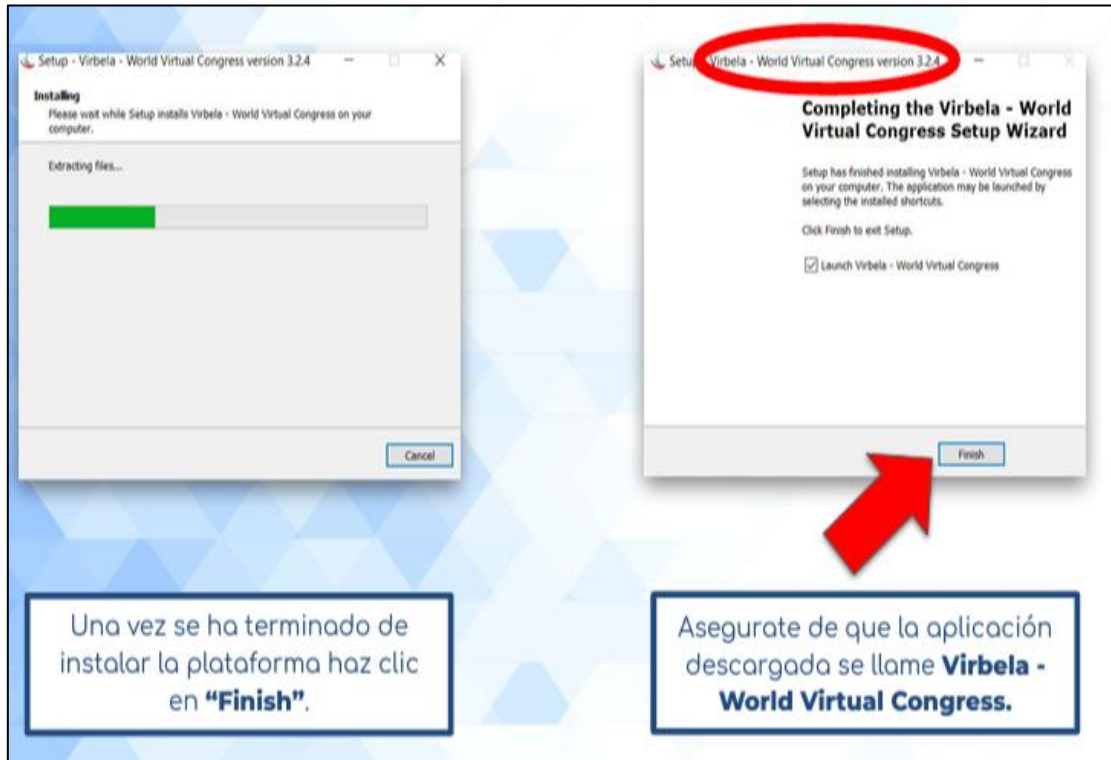 Setup - Virbela - World Virtual Congress version 3.2.4
Installing
Please wait while Setup installs Virbela - World Virtual Congress on your
computer.
Extracting files...
Cancel
Una vez se ha terminado de
instalar la plataforma haz clic
en “Finish”.
Setup - Virbela - World Virtual Congress version 3.2.4
Completing the Virbela - World
Virtual Congress Setup Wizard
Setup has finished installing Virbela - World Virtual Congress
on your computer. The application may be launched by
selecting the installed shortcuts.
Click Finish to exit Setup.
Launch Virbela - World Virtual Congress
Finish
Asegurate de que la aplicación
descargada se llame Virbela -
World Virtual Congress.